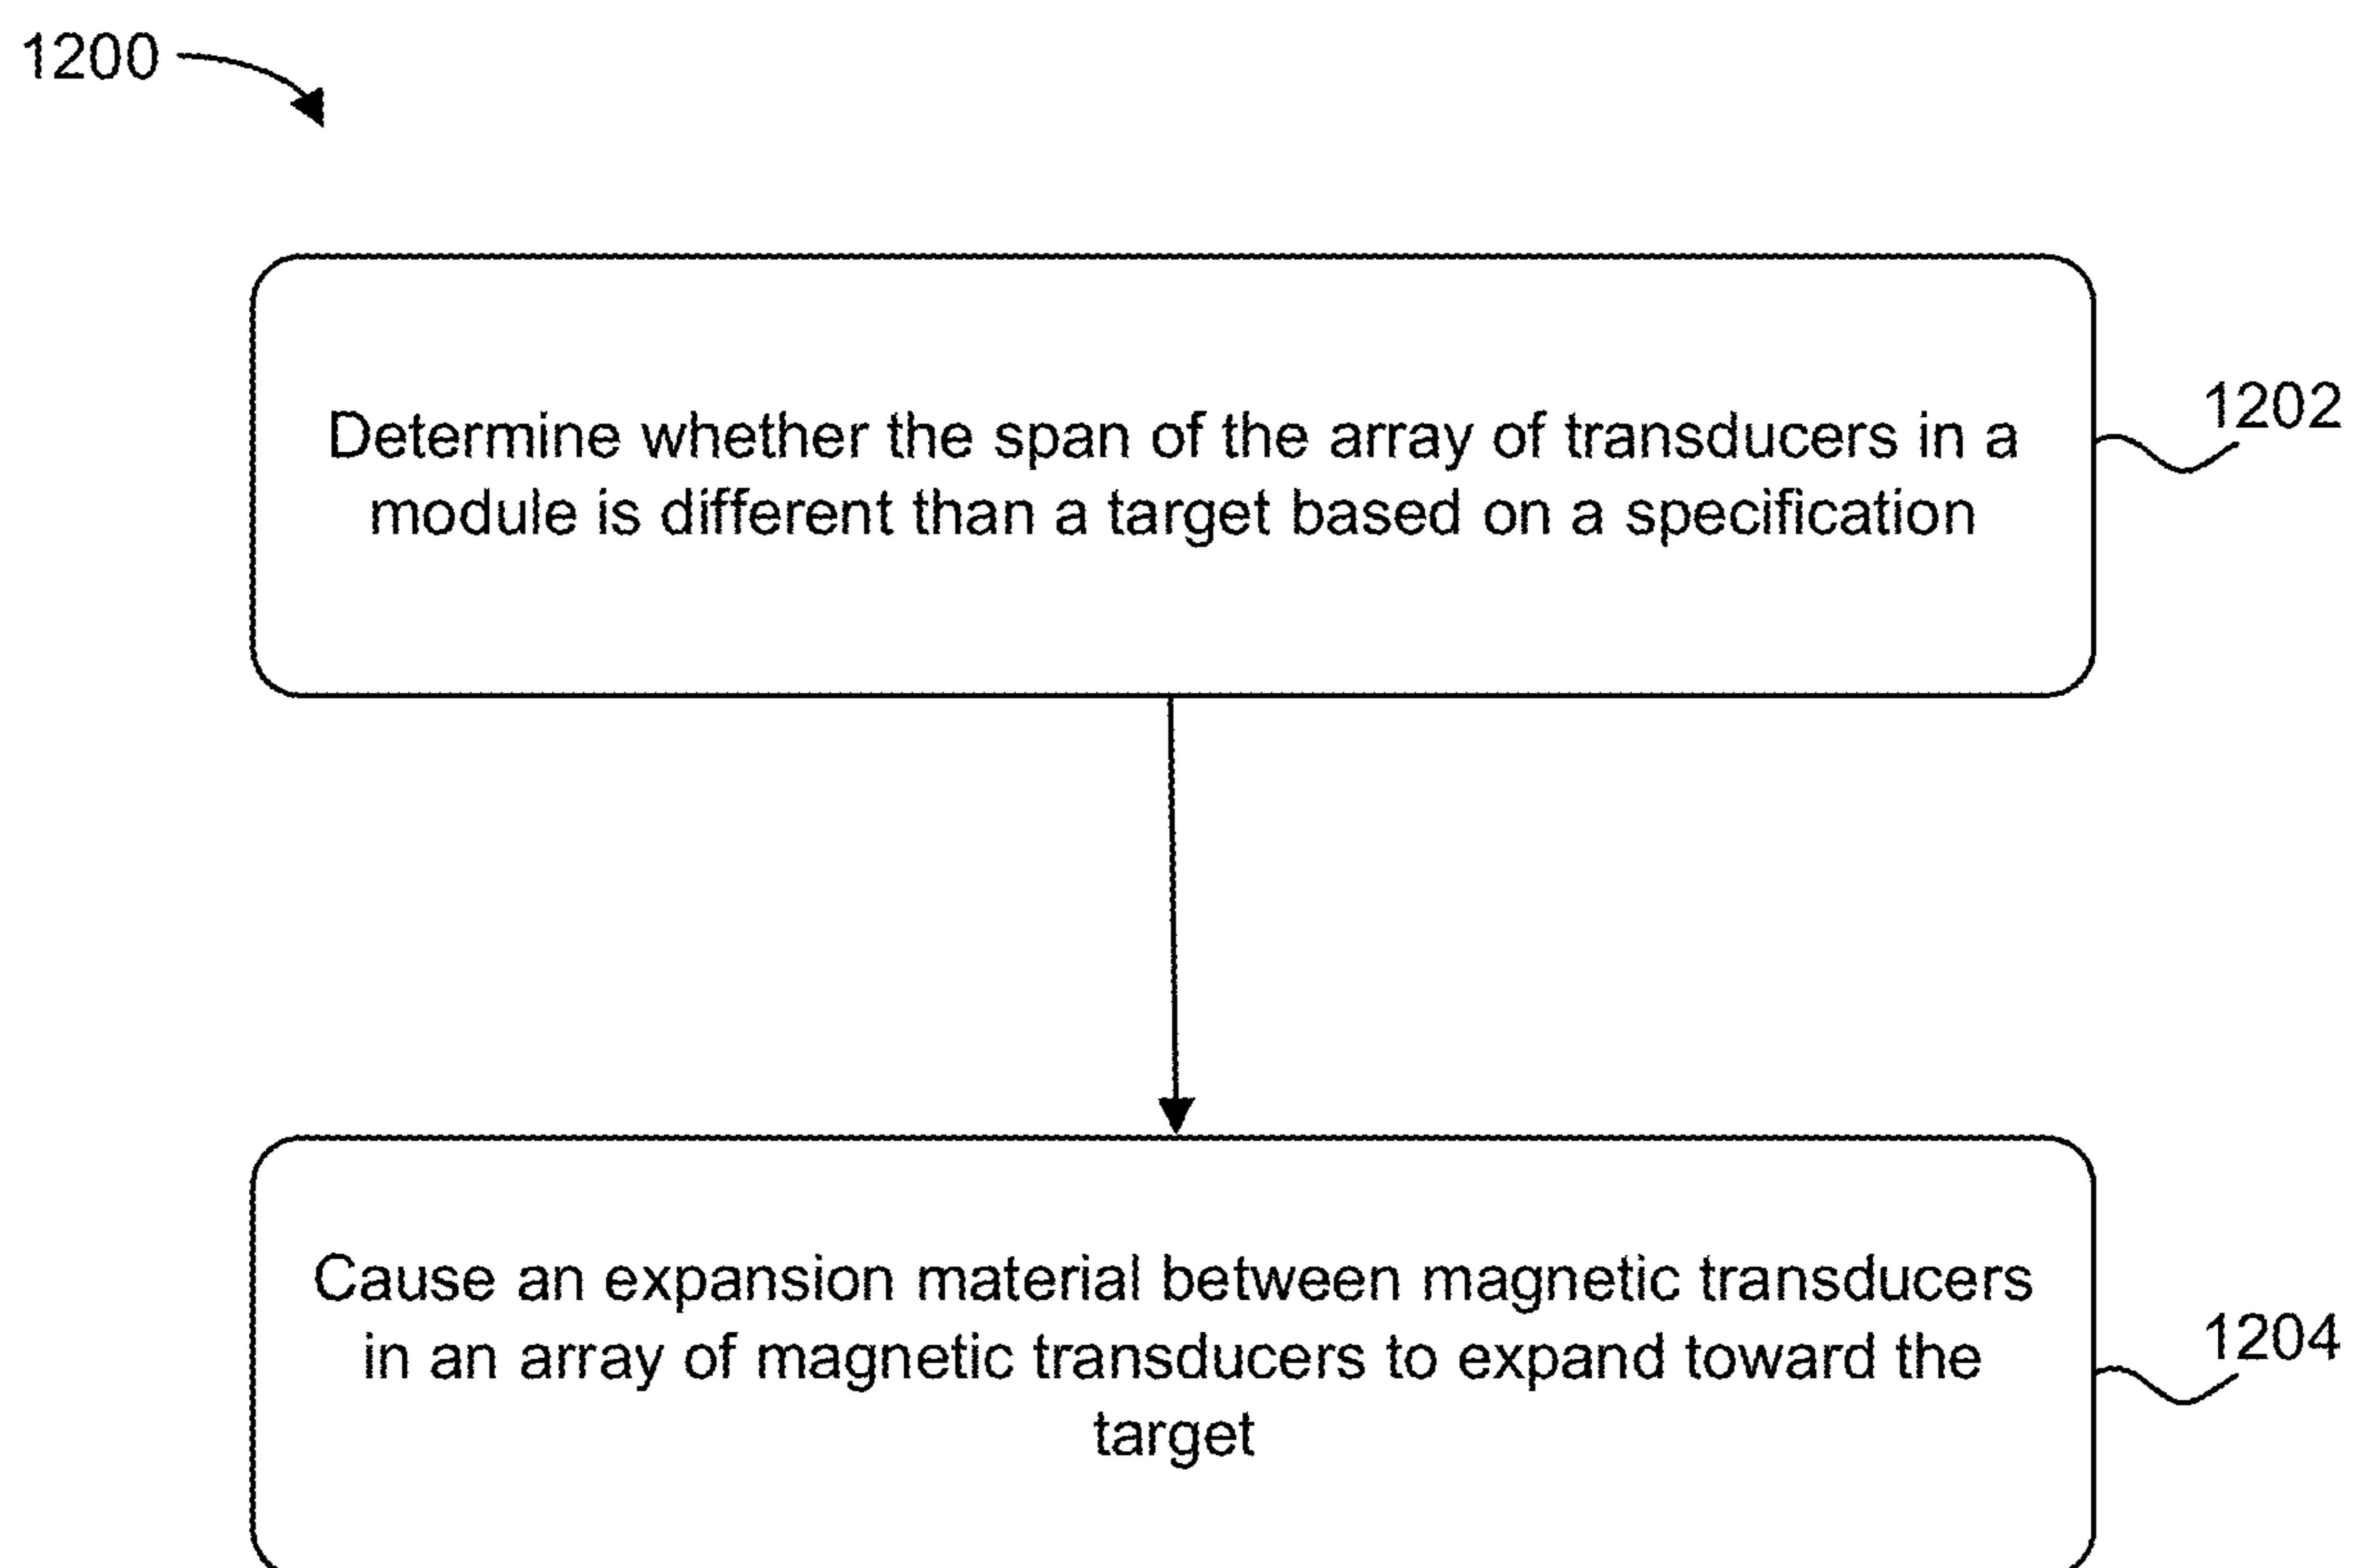 1200
Determine whether the span of the array of transducers in a
module is different than a target based on a specification
1202
Cause an expansion material between magnetic transducers
in an array of magnetic transducers to expand toward the
target
1204